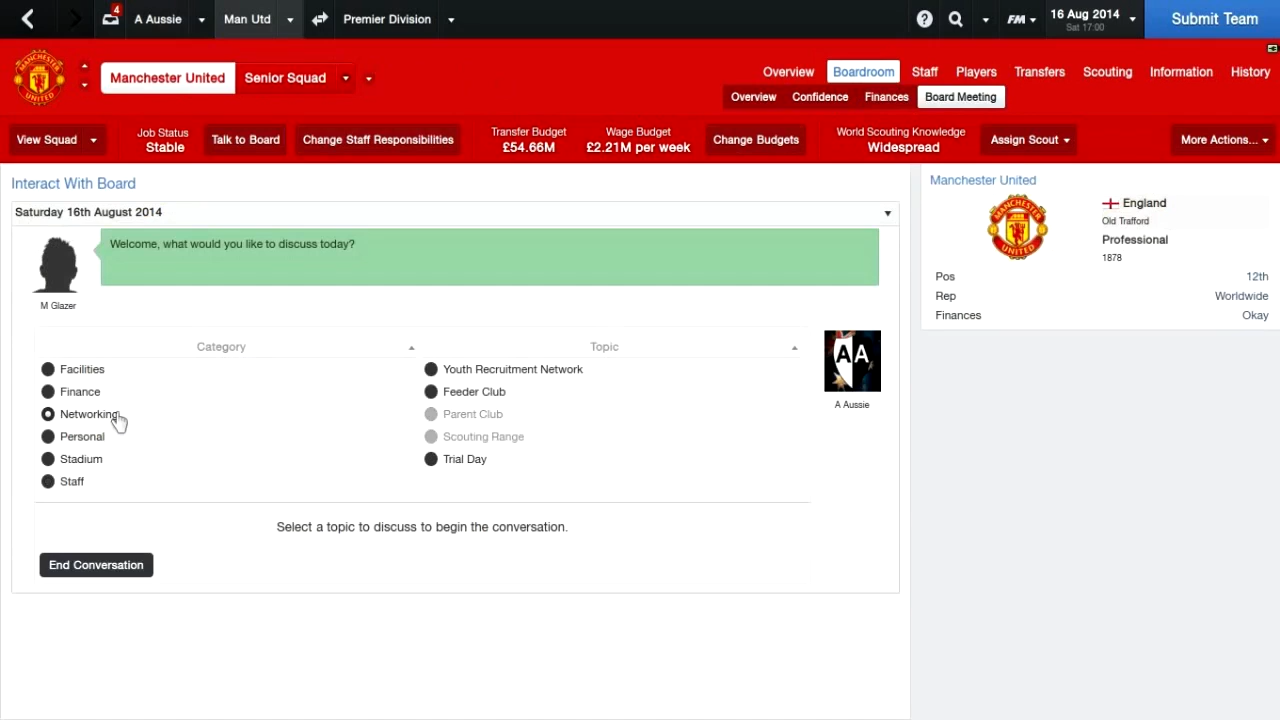 4
A Aussie
Man Utd
Premier Division
?
FM
16 Aug 2014
Sat 17:00
Submit Team
MANCHESTER
UNITED
Manchester United
Senior Squad
Overview
Boardroom
Staff
Players
Transfers
Scouting
Information
History
Overview
Confidence
Finances
Board Meeting
View Squad
Job Status
Stable
Talk to Board
Change Staff Responsibilities
Transfer Budget
£54.66M
Wage Budget
£2.21M per week
Change Budgets
World Scouting Knowledge
Widespread
Assign Scout
More Actions...
Interact With Board
Saturday 16th August 2014
Welcome, what would you like to discuss today?
M Glazer
Category
Topic
Facilities
Finance
Networking
Personal
Stadium
Staff
Youth Recruitment Network
Feeder Club
Parent Club
Scouting Range
Trial Day
AA
A Aussie
Select a topic to discuss to begin the conversation.
End Conversation
Manchester United
MANCHESTER
UNITED
England
Old Trafford
Professional
1878
Pos 12th
Rep Worldwide
Finances Okay